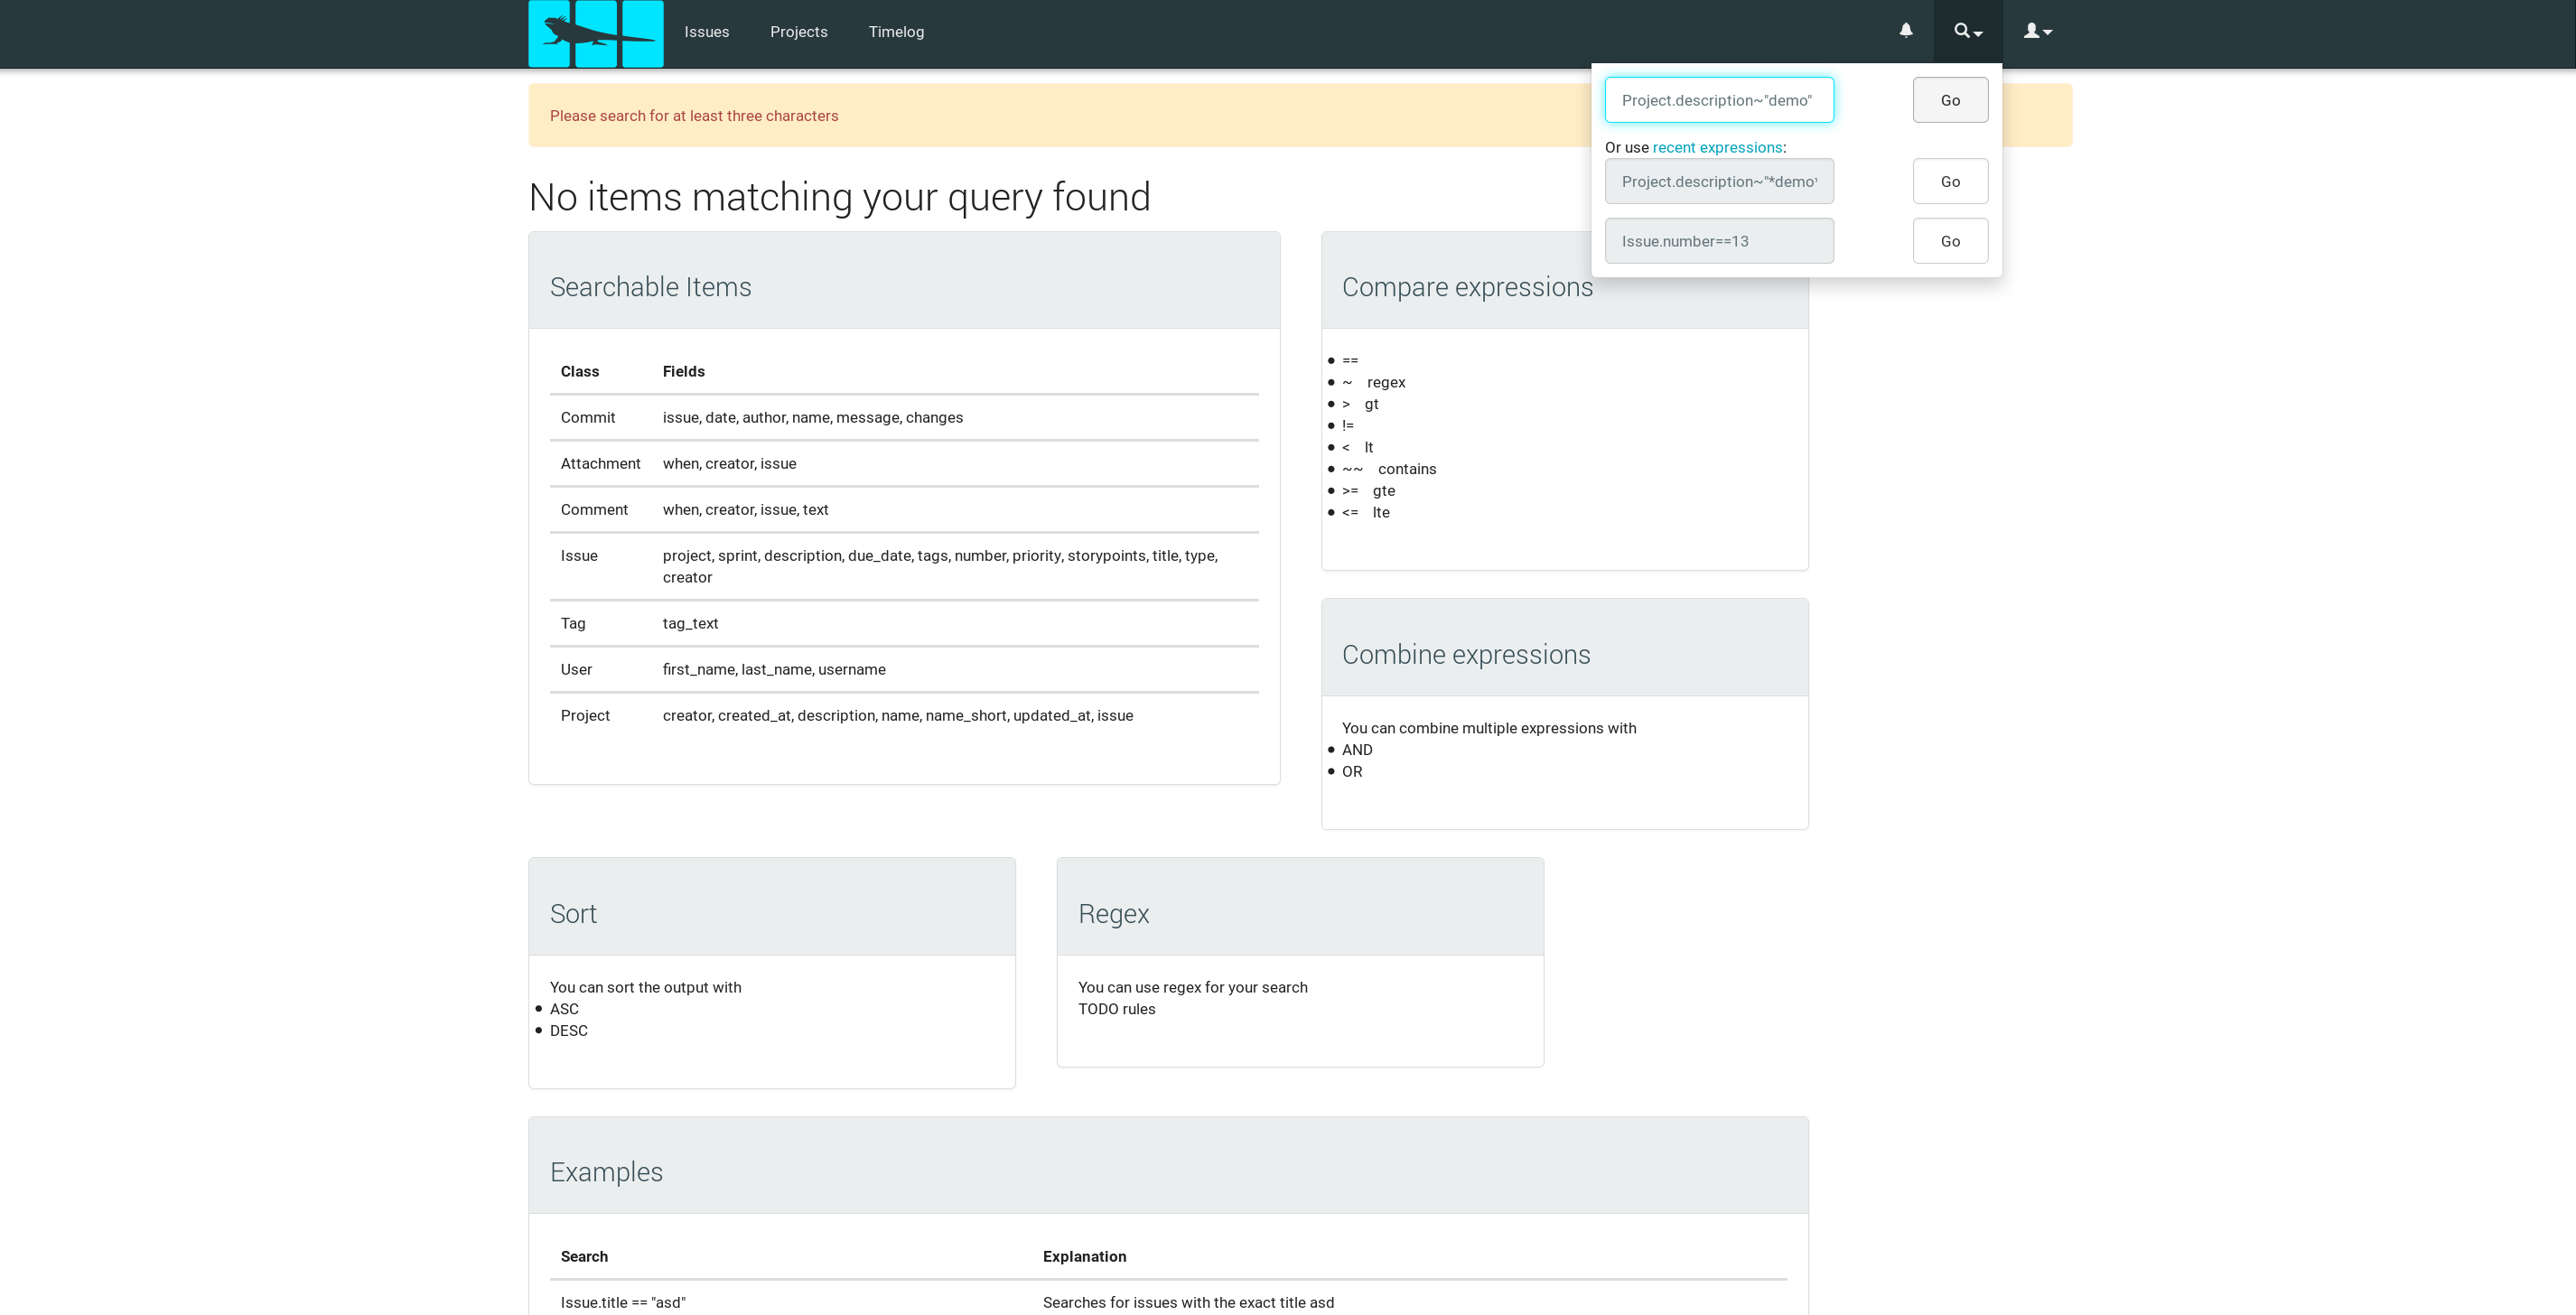 Issues Projects Timelog
Project.description~"demo" Go
Please search for at least three characters
Or use recent expressions:
Project.description~"*demo Go
Issue.number==13 Go
No items matching your query found
Searchable Items
Class Fields
Commit issue, date, author, name, message, changes
Attachment when, creator, issue
Comment when, creator, issue, text
Issue project, sprint, description, due_date, tags, number, priority, storypoints, title, type,
creator
Tag tag_text
User first_name, last_name, username
Project creator, created_at, description, name, name_short, updated_at, issue
Compare expressions
==
~ regex
> gt
!=
< lt
~~ contains
>= gte
<= lte
Combine expressions
You can combine multiple expressions with
AND
OR
Sort
You can sort the output with
ASC
DESC
Regex
You can use regex for your search
TODO rules
Examples
Search Explanation
Issue.title == "asd" Searches for issues with the exact title asd